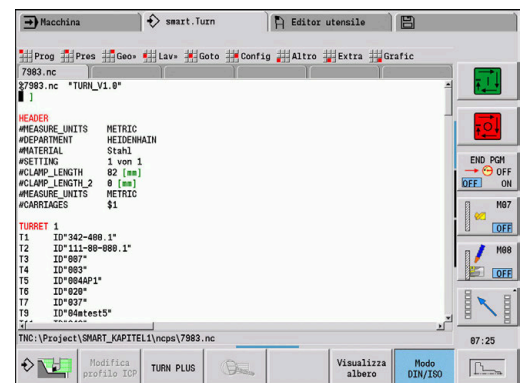 Macchina
smart.Turn
Editor utensile
Prog Pres Geo» Lav» Goto Config Altro Extra Grafic
7983.nc
%7983.nc "TURN_V1.0"
]
HEADER
#MEASURE_UNITS METRIC
#DEPARTMENT HEIDENHAIN
#MATERIAL Stahl
#SETTING 1 von 1
#CLAMP_LENGTH 82 [mm]
#CLAMP_LENGTH_2 0 [mm]
#MEASURE_UNITS METRIC
#CARRIAGES $1
TURRET 1
T1 ID"342-400.1"
T2 ID"111-80-080.1"
T3 ID"007"
T4 ID"003"
T5 ID"004AP1"
T6 ID"020"
T7 ID"037"
T9 ID"04mtest5"
TNC:\Project\SMART_KAPITEL1\ncps\7983.nc
END PGM
OFF
OFF ON
M07
OFF
M08
OFF
07:25
Modifica profilo ICP
TURN PLUS
Visualizza albero
Modo DIN/ISO